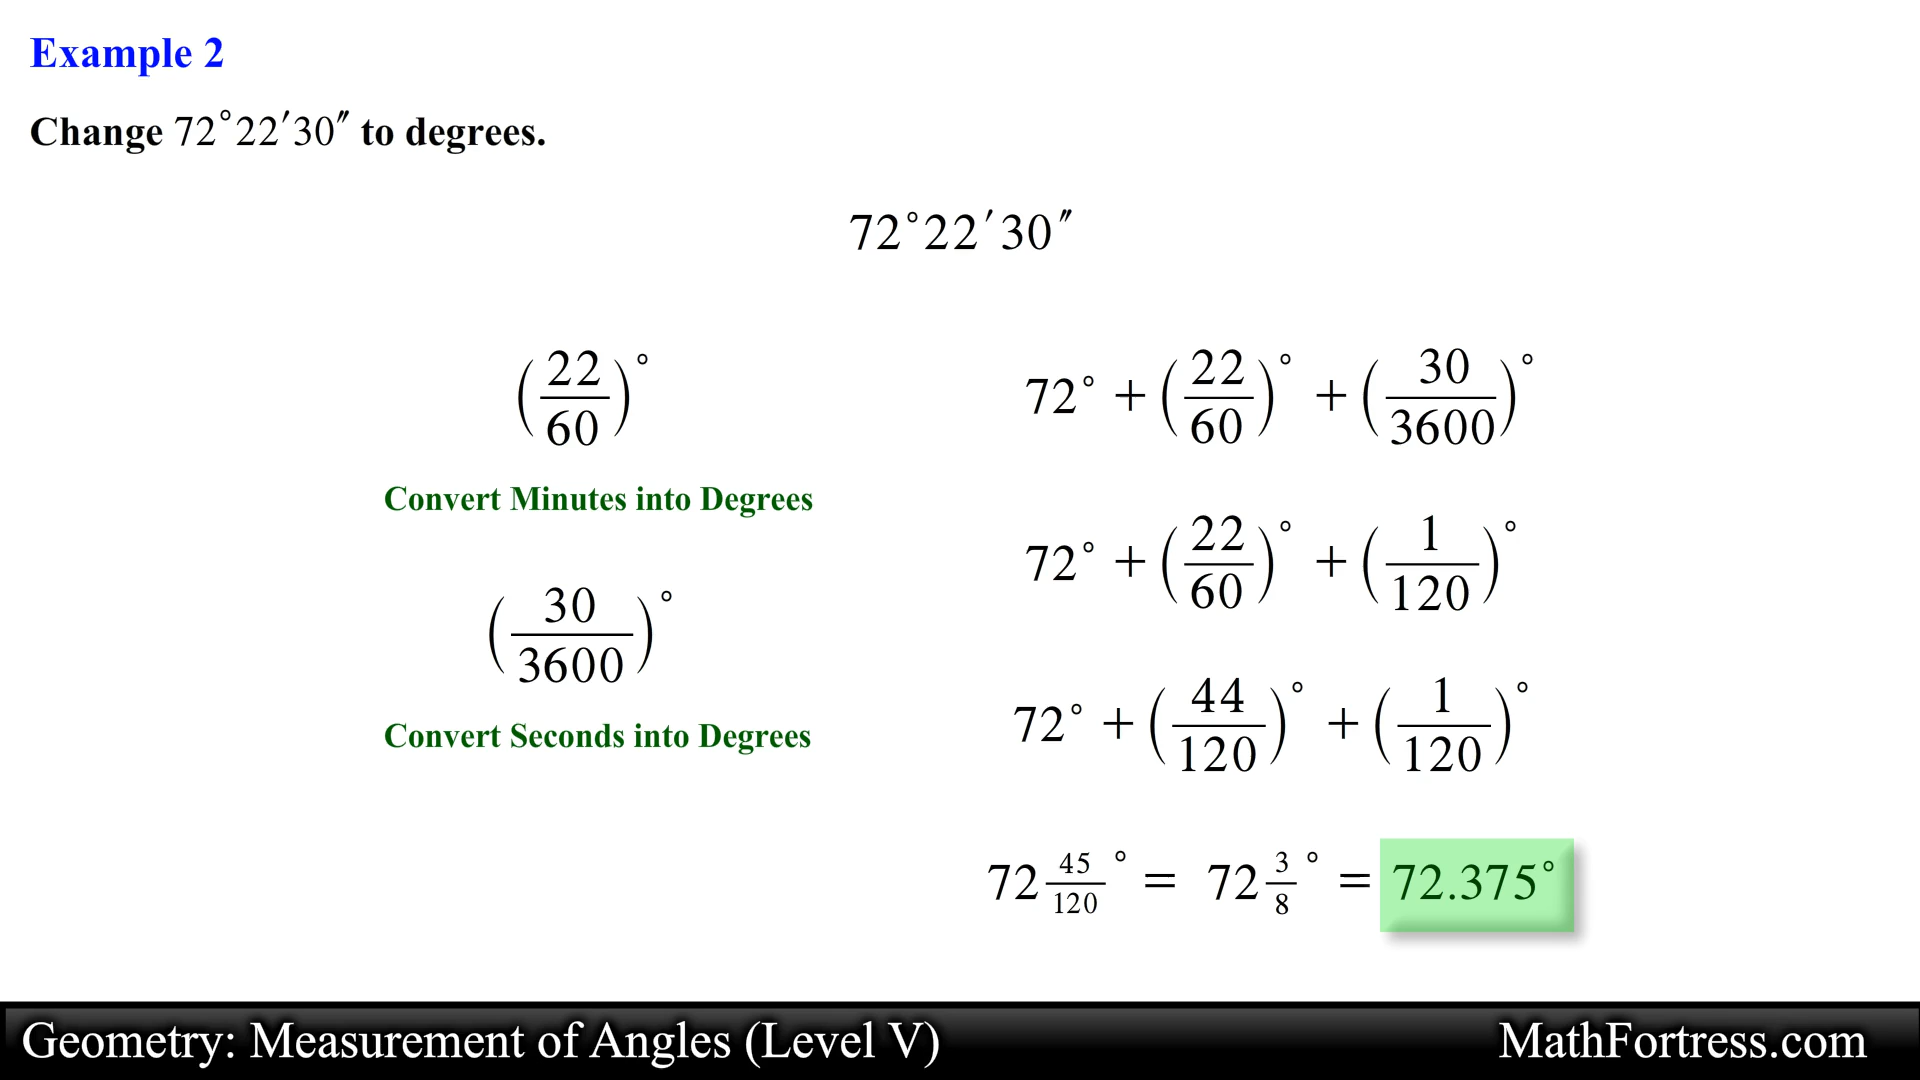 Example 2
Change 72°22′30″ to degrees.
72°22′30″
(22/60)°
Convert Minutes into Degrees
(30/3600)°
Convert Seconds into Degrees
72° + (22/60)° + (30/3600)°
72° + (22/60)° + (1/120)°
72° + (44/120)° + (1/120)°
72 45/120° = 72 3/8° = 72.375°
Geometry: Measurement of Angles (Level V)
MathFortress.com